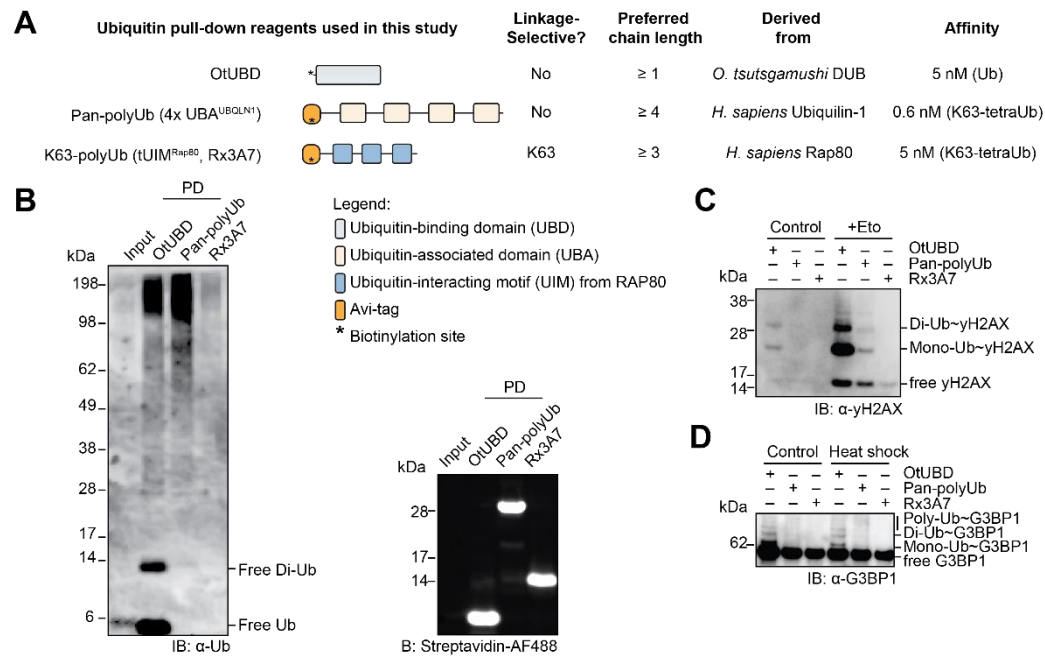 A
Ubiquitin pull-down reagents used in this study
Linkage-
Selective?
Preferred
chain length
Derived
from
Affinity
OtUBD
*
No
≥ 1
O. tsutsgamushi DUB
5 nM (Ub)
Pan-polyUb (4x UBA^UBQLN1)
*
No
≥ 4
H. sapiens Ubiquilin-1
0.6 nM (K63-tetraUb)
K63-polyUb (tUIM^Rap80, Rx3A7)
*
K63
≥ 3
H. sapiens Rap80
5 nM (K63-tetraUb)
B
PD
Input
OtUBD
Pan-polyUb
Rx3A7
kDa
198
98
62
49
38
28
17
14
6
Free Di-Ub
Free Ub
IB: α-Ub
Legend:
Ubiquitin-binding domain (UBD)
Ubiquitin-associated domain (UBA)
Ubiquitin-interacting motif (UIM) from RAP80
Avi-tag
* Biotinylation site
PD
Input
OtUBD
Pan-polyUb
Rx3A7
kDa
28
17
14
B: Streptavidin-AF488
C
Control +Eto
+ – – + – – OtUBD
– + – – + – Pan-polyUb
– – + – – + Rx3A7
kDa
38
28
17
14
Di-Ub~yH2AX
Mono-Ub~yH2AX
free yH2AX
IB: α-yH2AX
D
Control Heat shock
+ – – + – – OtUBD
– + – – + – Pan-polyUb
– – + – – + Rx3A7
kDa
62
Poly-Ub~G3BP1
Di-Ub~G3BP1
Mono-Ub~G3BP1
free G3BP1
IB: α-G3BP1